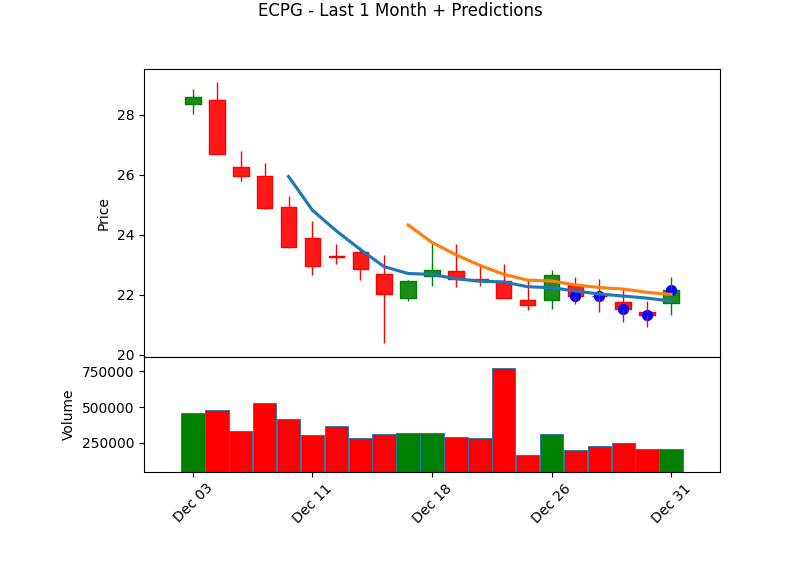 ECPG - Last 1 Month + Predictions
Price
28
26
24
22
20
Volume
750000
500000
250000
Dec 03
Dec 11
Dec 18
Dec 26
Dec 31